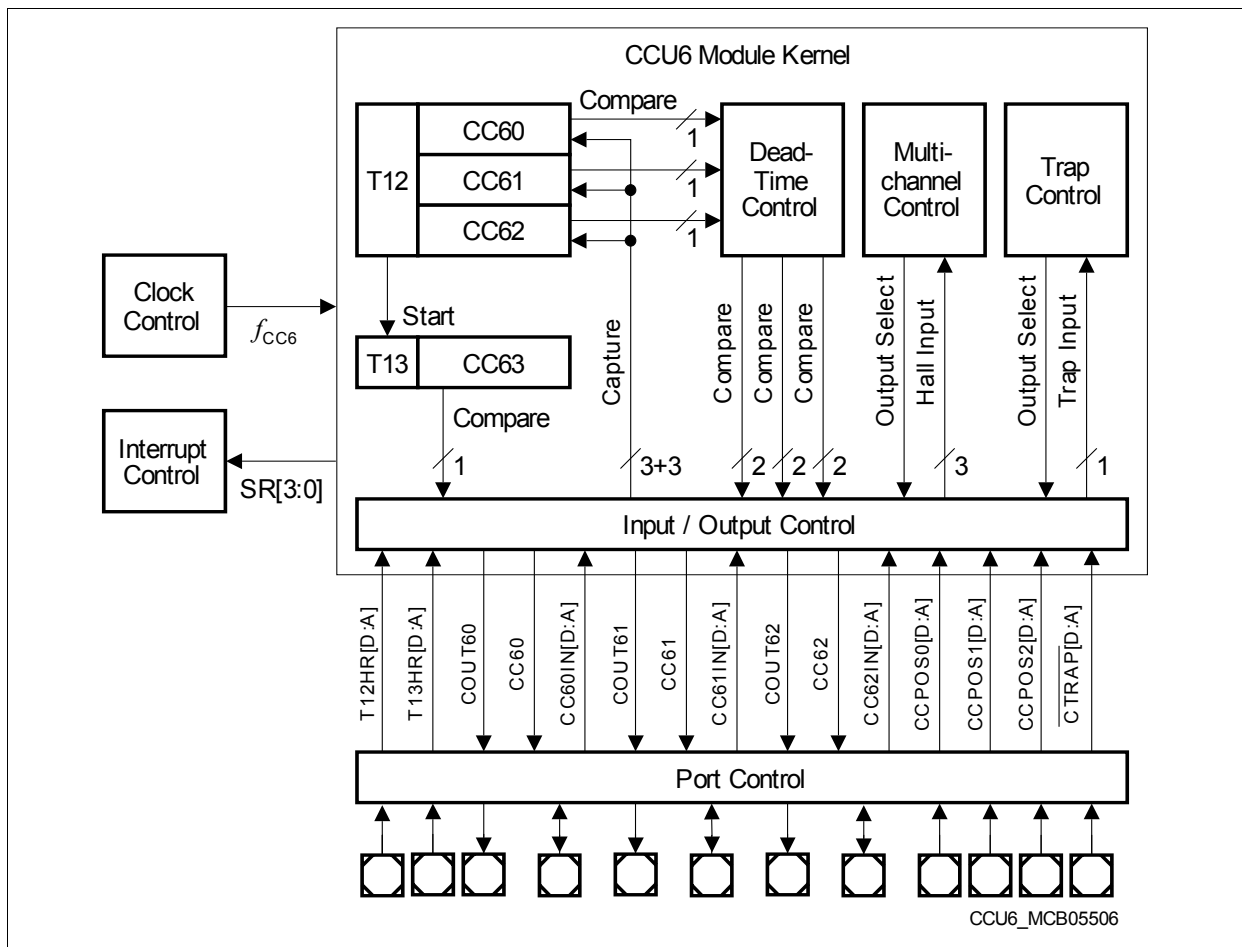 CCU6 Module Kernel
Compare
CC60
1
T12
CC61
1
CC62
1
Dead-
Time
Control
Multi-
channel
Control
Trap
Control
Clock
Control
fCC6
Start
T13
CC63
Compare
Capture
Compare
Compare
Compare
Output Select
Hall Input
Output Select
Trap Input
Interrupt
Control
SR[3:0]
1
3+3
2
2
2
3
1
Input / Output Control
T12HR[D:A]
T13HR[D:A]
COUT60
CC60
CC60IN[D:A]
COUT61
CC61
CC61IN[D:A]
COUT62
CC62
CC62IN[D:A]
CCPOS0[D:A]
CCPOS1[D:A]
CCPOS2[D:A]
CTRAP[D:A]
Port Control
CCU6_MCB05506